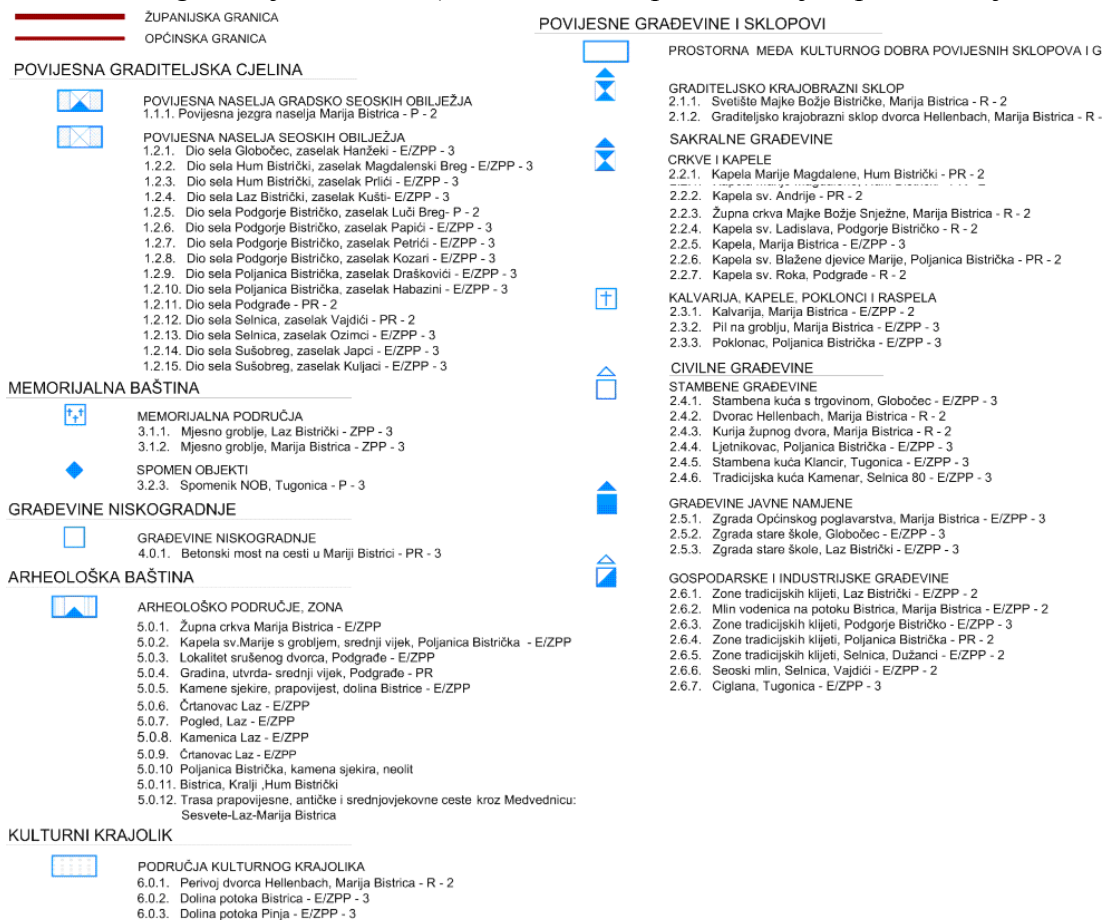 ŽUPANIJSKA GRANICA
OPĆINSKA GRANICA
POVIJESNA GRADITELJSKA CJELINA
POVIJESNA NASELJA GRADSKO SEOSKIH OBILJEŽJA
1.1.1. Povijesna jezgra naselja Marija Bistrica - P - 2
POVIJESNA NASELJA SEOSKIH OBILJEŽJA
1.2.1. Dio sela Globočec, zaselak Hanžeki - E/ZPP - 3
1.2.2. Dio sela Hum Bistrički, zaselak Magdalenski Breg - E/ZPP - 3
1.2.3. Dio sela Hum Bistrički, zaselak Prlići - E/ZPP - 3
1.2.4. Dio sela Laz Bistrički, zaselak Kušti- E/ZPP - 3
1.2.5. Dio sela Podgorje Bistričko, zaselak Luči Breg- P - 2
1.2.6. Dio sela Podgorje Bistričko, zaselak Papići - E/ZPP - 3
1.2.7. Dio sela Podgorje Bistričko, zaselak Petrići - E/ZPP - 3
1.2.8. Dio sela Podgorje Bistričko, zaselak Kozari - E/ZPP - 3
1.2.9. Dio sela Poljanica Bistrička, zaselak Draškovići - E/ZPP - 3
1.2.10. Dio sela Poljanica Bistrička, zaselak Habazini - E/ZPP - 3
1.2.11. Dio sela Podgrađe - PR - 2
1.2.12. Dio sela Selnica, zaselak Vajdići - PR - 2
1.2.13. Dio sela Selnica, zaselak Ozimci - E/ZPP - 3
1.2.14. Dio sela Sušobreg, zaselak Japci - E/ZPP - 3
1.2.15. Dio sela Sušobreg, zaselak Kuljaci - E/ZPP - 3
MEMORIJALNA BAŠTINA
MEMORIJALNA PODRUČJA
3.1.1. Mjesno groblje, Laz Bistrički - ZPP - 3
3.1.2. Mjesno groblje, Marija Bistrica - ZPP - 3
SPOMEN OBJEKTI
3.2.3. Spomenik NOB, Tugonica - P - 3
GRAĐEVINE NISKOGRADNJE
GRAĐEVINE NISKOGRADNJE
4.0.1. Betonski most na cesti u Mariji Bistrici - PR - 3
ARHEOLOŠKA BAŠTINA
ARHEOLOŠKO PODRUČJE, ZONA
5.0.1. Župna crkva Marija Bistrica - E/ZPP
5.0.2. Kapela sv.Marije s grobljem, srednji vijek, Poljanica Bistrička - E/ZPP
5.0.3. Lokalitet srušenog dvorca, Podgrađe - E/ZPP
5.0.4. Gradina, utvrda- srednji vijek, Podgrađe - PR
5.0.5. Kamene sjekire, prapovijest, dolina Bistrice - E/ZPP
5.0.6. Črtanovac Laz - E/ZPP
5.0.7. Pogled, Laz - E/ZPP
5.0.8. Kamenica Laz - E/ZPP
5.0.9. Črtanovac Laz - E/ZPP
5.0.10 Poljanica Bistrička, kamena sjekira, neolit
5.0.11. Bistrica, Kralji ,Hum Bistrički
5.0.12. Trasa prapovijesne, antičke i srednjovjekovne ceste kroz Medvednicu:
Sesvete-Laz-Marija Bistrica
KULTURNI KRAJOLIK
PODRUČJA KULTURNOG KRAJOLIKA
6.0.1. Perivoj dvorca Hellenbach, Marija Bistrica - R - 2
6.0.2. Dolina potoka Bistrica - E/ZPP - 3
6.0.3. Dolina potoka Pinja - E/ZPP - 3
POVIJESNE GRAĐEVINE I SKLOPOVI
PROSTORNA MEĐA KULTURNOG DOBRA POVIJESNIH SKLOPOVA I G
GRADITELJSKO KRAJOBRAZNI SKLOP
2.1.1. Svetište Majke Božje Bistričke, Marija Bistrica - R - 2
2.1.2. Graditeljsko krajobrazni sklop dvorca Hellenbach, Marija Bistrica - R -
SAKRALNE GRAĐEVINE
CRKVE I KAPELE
2.2.1. Kapela Marije Magdalene, Hum Bistrički - PR - 2
2.2.2. Kapela sv. Andrije - PR - 2
2.2.3. Župna crkva Majke Božje Snježne, Marija Bistrica - R - 2
2.2.4. Kapela sv. Ladislava, Podgorje Bistričko - R - 2
2.2.5. Kapela, Marija Bistrica - E/ZPP - 3
2.2.6. Kapela sv. Blažene djevice Marije, Poljanica Bistrička - PR - 2
2.2.7. Kapela sv. Roka, Podgrađe - R - 2
KALVARIJA, KAPELE, POKLONCI I RASPELA
2.3.1. Kalvarija, Marija Bistrica - E/ZPP - 2
2.3.2. Pil na groblju, Marija Bistrica - E/ZPP - 3
2.3.3. Poklonac, Poljanica Bistrička - E/ZPP - 3
CIVILNE GRAĐEVINE
STAMBENE GRAĐEVINE
2.4.1. Stambena kuća s trgovinom, Globočec - E/ZPP - 3
2.4.2. Dvorac Hellenbach, Marija Bistrica - R - 2
2.4.3. Kurija župnog dvora, Marija Bistrica - R - 2
2.4.4. Ljetnikovac, Poljanica Bistrička - E/ZPP - 3
2.4.5. Stambena kuća Klancir, Tugonica - E/ZPP - 3
2.4.6. Tradicijska kuća Kamenar, Selnica 80 - E/ZPP - 3
GRAĐEVINE JAVNE NAMJENE
2.5.1. Zgrada Općinskog poglavarstva, Marija Bistrica - E/ZPP - 3
2.5.2. Zgrada stare škole, Globočec - E/ZPP - 3
2.5.3. Zgrada stare škole, Laz Bistrički - E/ZPP - 3
GOSPODARSKE I INDUSTRIJSKE GRAĐEVINE
2.6.1. Zone tradicijskih klijeti, Laz Bistrički - E/ZPP - 2
2.6.2. Mlin vodenica na potoku Bistrica, Marija Bistrica - E/ZPP - 2
2.6.3. Zone tradicijskih klijeti, Podgorje Bistričko - E/ZPP - 3
2.6.4. Zone tradicijskih klijeti, Poljanica Bistrička - PR - 2
2.6.5. Zone tradicijskih klijeti, Selnica, Dužanci - E/ZPP - 2
2.6.6. Seoski mlin, Selnica, Vajdići - E/ZPP - 2
2.6.7. Ciglana, Tugonica - E/ZPP - 3